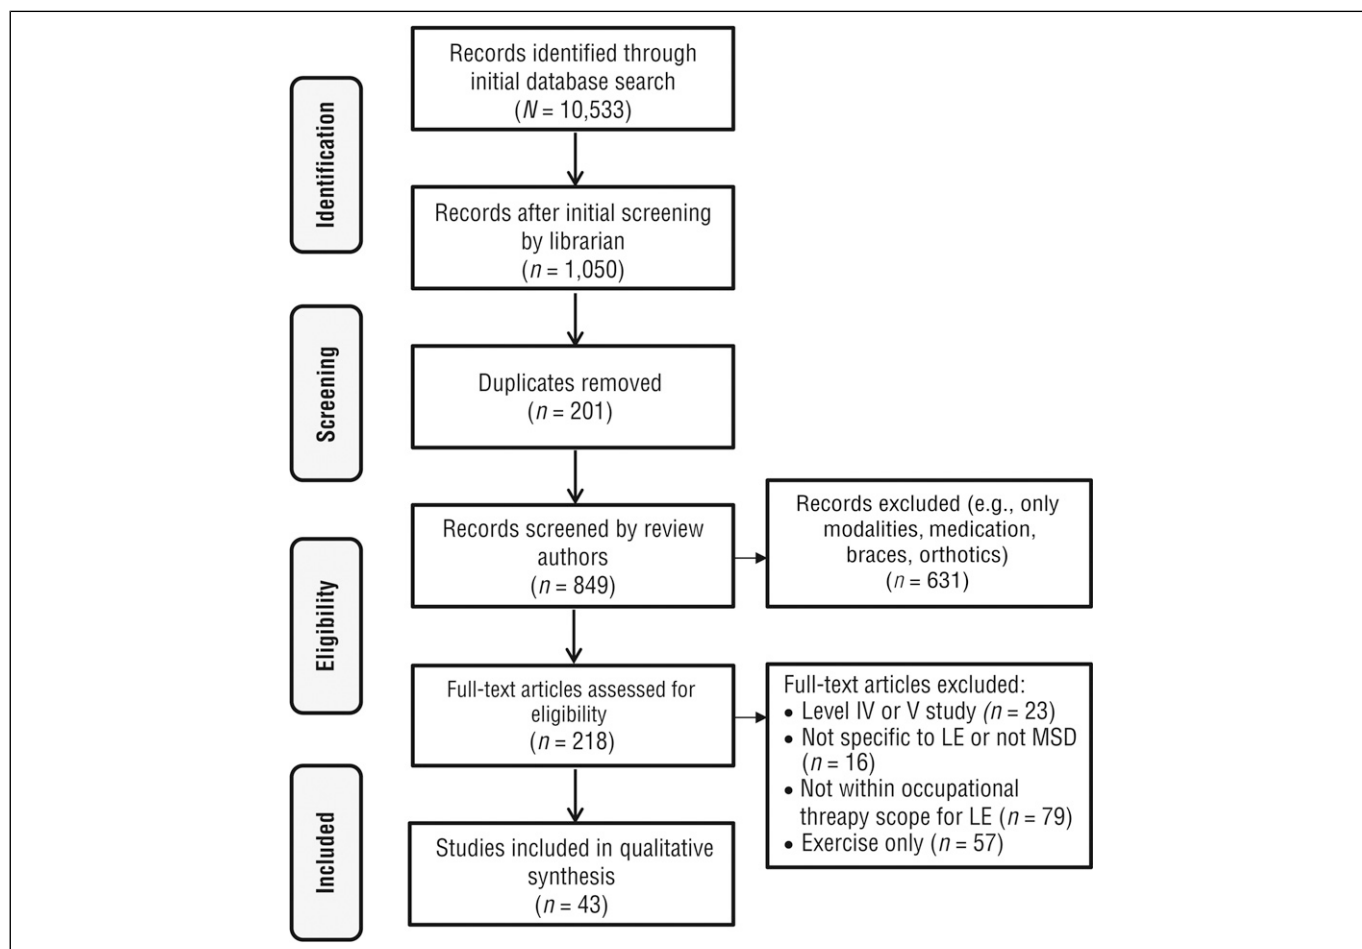 Identification
Records identified through
initial database search
(N = 10,533)
Records after initial screening
by librarian
(n = 1,050)
Screening
Duplicates removed
(n = 201)
Eligibility
Records screened by review
authors
(n = 849)
Records excluded (e.g., only
modalities, medication,
braces, orthotics)
(n = 631)
Full-text articles assessed for
eligibility
(n = 218)
Full-text articles excluded:
• Level IV or V study (n = 23)
• Not specific to LE or not MSD
(n = 16)
• Not within occupational
threapy scope for LE (n = 79)
• Exercise only (n = 57)
Included
Studies included in qualitative
synthesis
(n = 43)